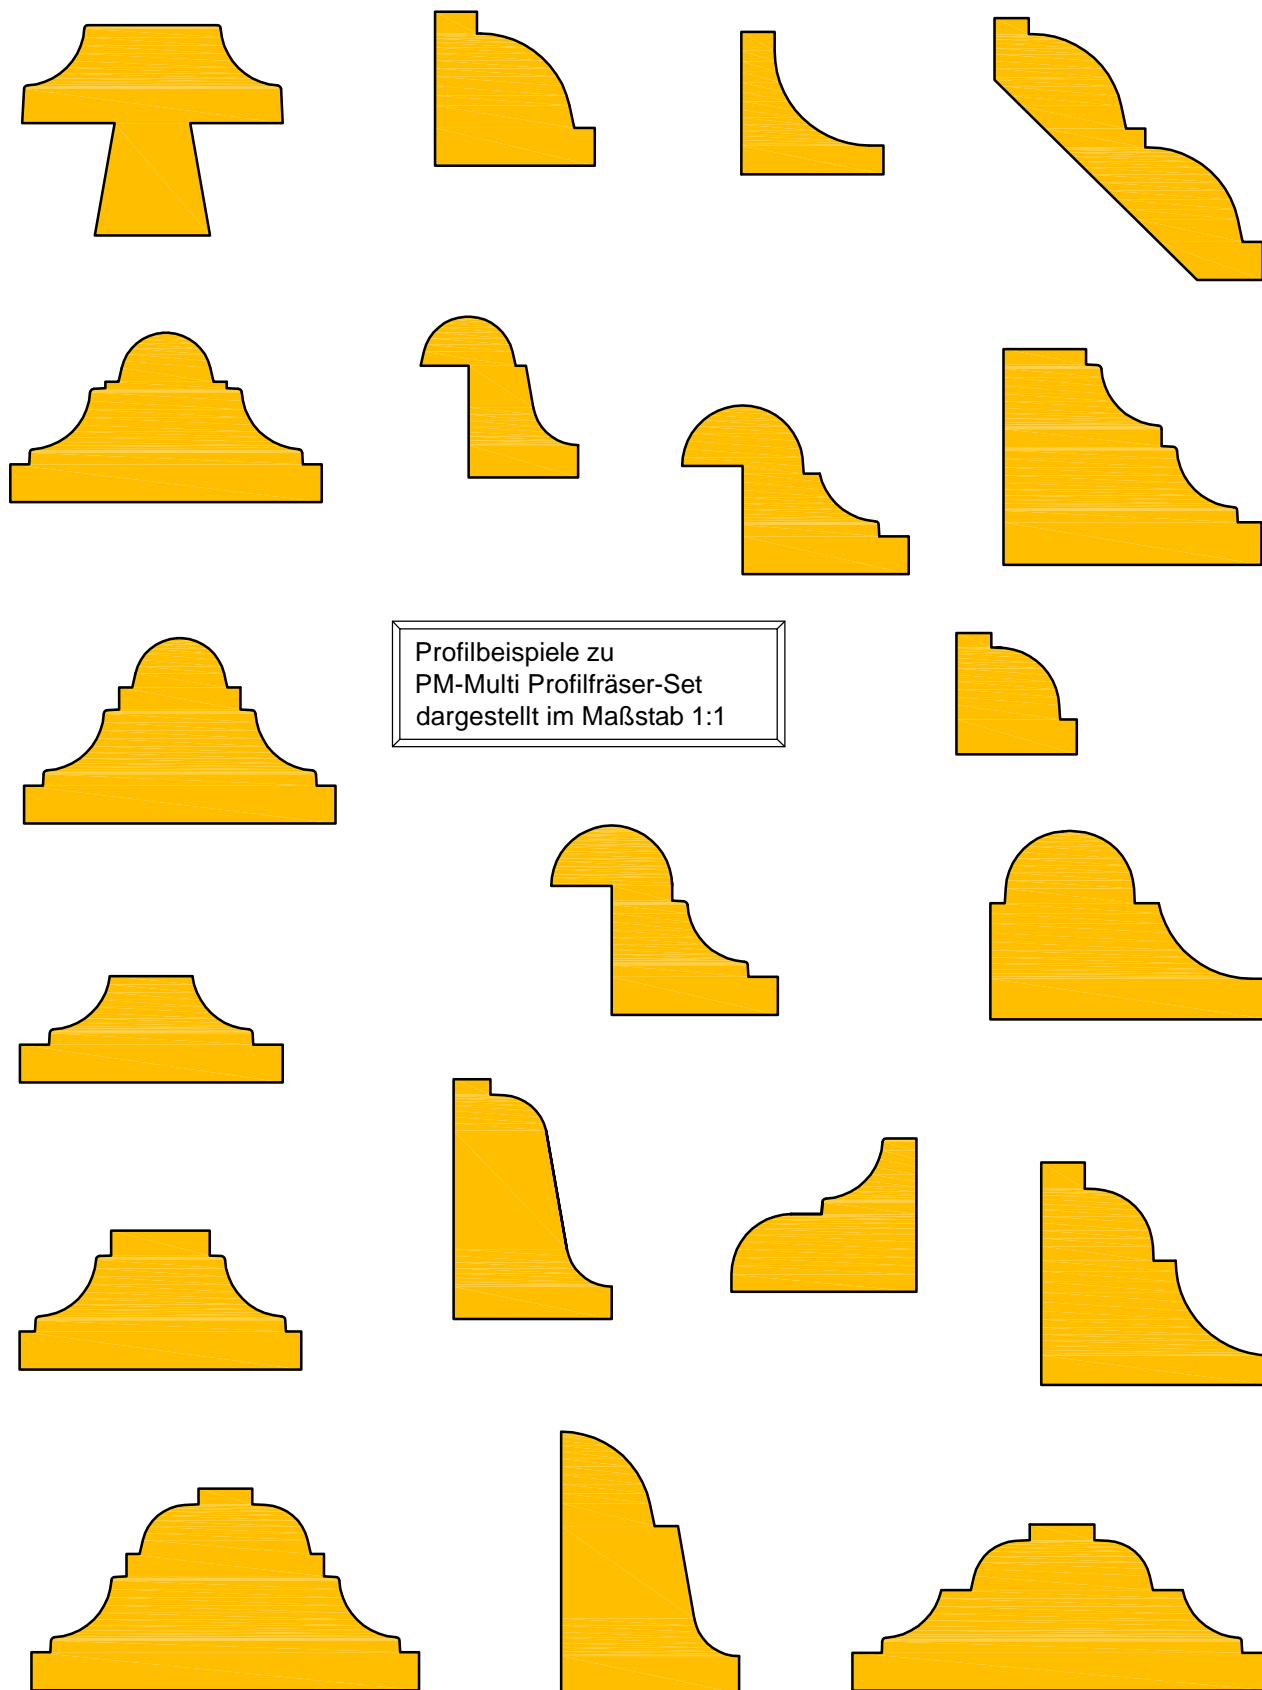 Profilbeispiele zu
PM-Multi Profilfräser-Set
dargestellt im Maßstab 1:1